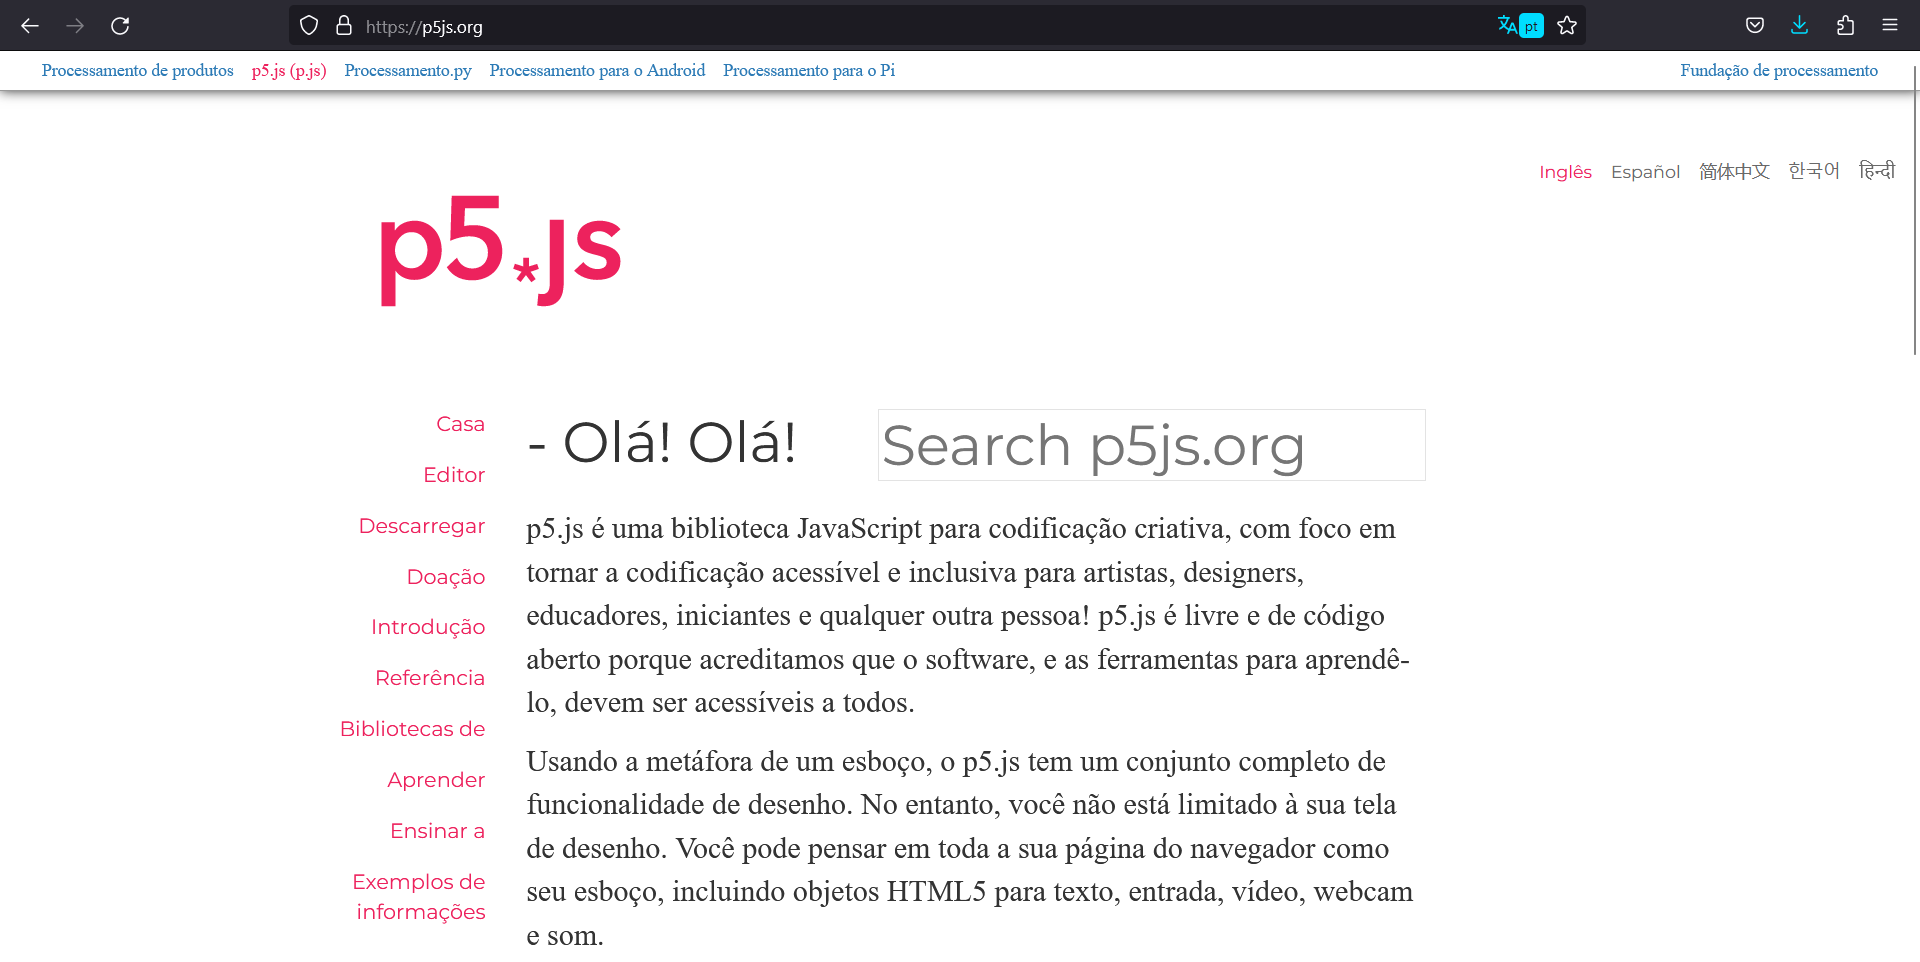 https://p5js.org
pt
Processamento de produtos p5.js (p.js) Processamento.py Processamento para o Android Processamento para o Pi Fundação de processamento
Inglês Español 简体中文 한국어 हिन्दी
p5*js
Casa
Editor
Descarregar
Doação
Introdução
Referência
Bibliotecas de
Aprender
Ensinar a
Exemplos de
informações
- Olá! Olá!
Search p5js.org
p5.js é uma biblioteca JavaScript para codificação criativa, com foco em
tornar a codificação acessível e inclusiva para artistas, designers,
educadores, iniciantes e qualquer outra pessoa! p5.js é livre e de código
aberto porque acreditamos que o software, e as ferramentas para aprendê-
lo, devem ser acessíveis a todos.
Usando a metáfora de um esboço, o p5.js tem um conjunto completo de
funcionalidade de desenho. No entanto, você não está limitado à sua tela
de desenho. Você pode pensar em toda a sua página do navegador como
seu esboço, incluindo objetos HTML5 para texto, entrada, vídeo, webcam
e som.